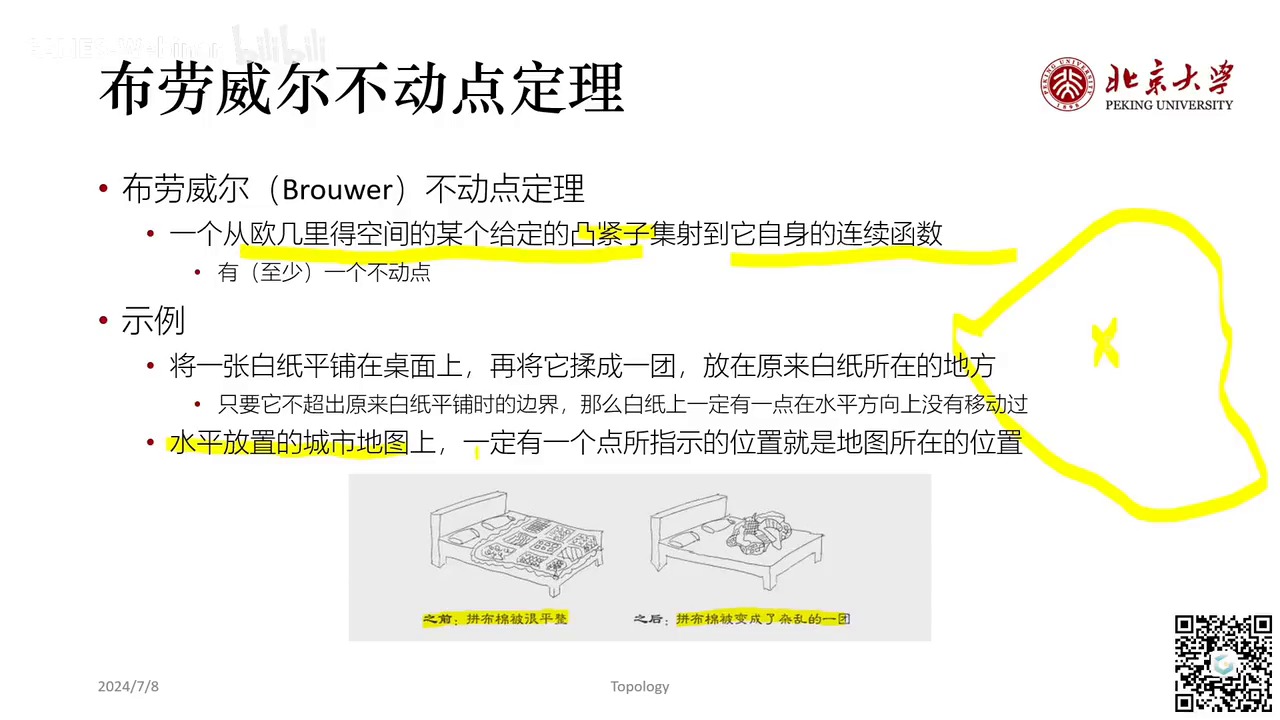 bilibili
布劳威尔不动点定理
北京大学
PEKING UNIVERSITY
• 布劳威尔（Brouwer）不动点定理
• 一个从欧几里得空间的某个给定的凸紧子集射到它自身的连续函数
• 有（至少）一个不动点
• 示例
• 将一张白纸平铺在桌面上，再将它揉成一团，放在原来白纸所在的地方
• 只要它不超出原来白纸平铺时的边界，那么白纸上一定有一点在水平方向上没有移动过
• 水平放置的城市地图上，一定有一个点所指示的位置就是地图所在的位置
之前：拼布棉被很平整
之后：拼布棉被变成了杂乱的一团
2024/7/8
Topology